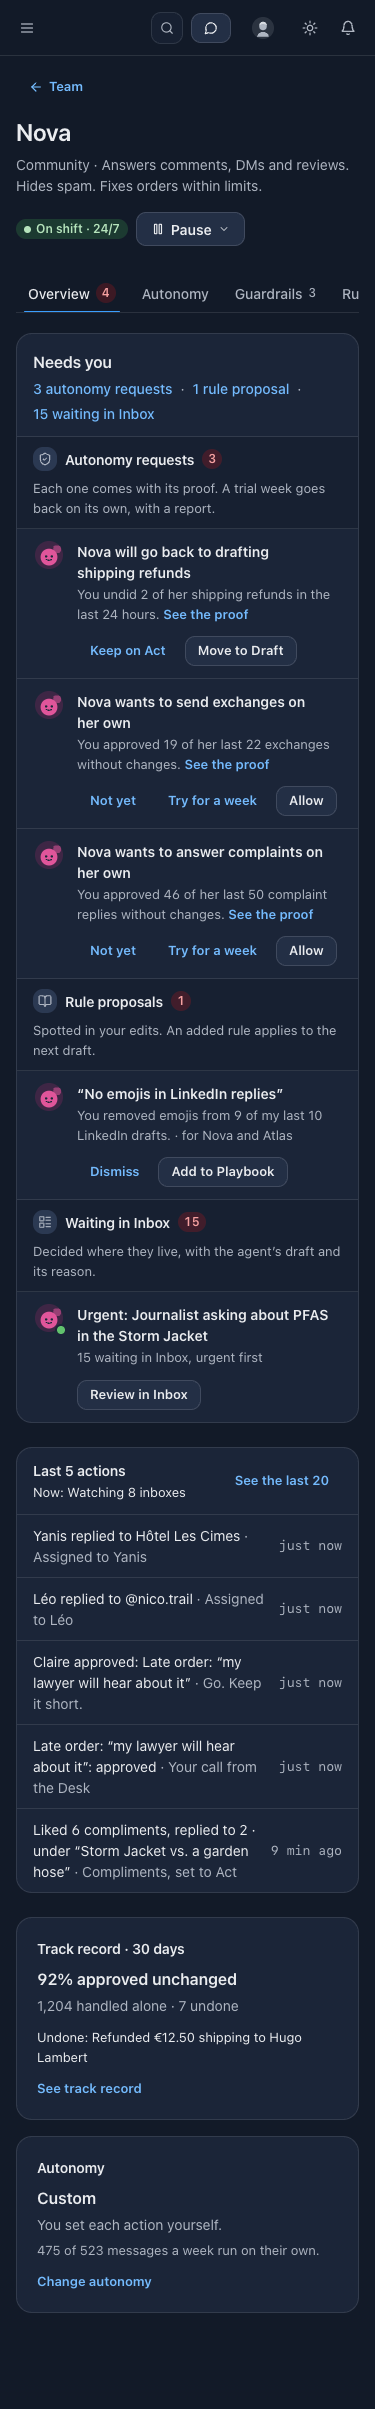 Team
Nova
Community · Answers comments, DMs and reviews.
Hides spam. Fixes orders within limits.
On shift · 24/7
Pause
Overview 4 Autonomy Guardrails 3 Ru
Needs you
3 autonomy requests · 1 rule proposal ·
15 waiting in Inbox
Autonomy requests 3
Each one comes with its proof. A trial week goes
back on its own, with a report.
Nova will go back to drafting
shipping refunds
You undid 2 of her shipping refunds in the
last 24 hours. See the proof
Keep on Act Move to Draft
Nova wants to send exchanges on
her own
You approved 19 of her last 22 exchanges
without changes. See the proof
Not yet Try for a week Allow
Nova wants to answer complaints on
her own
You approved 46 of her last 50 complaint
replies without changes. See the proof
Not yet Try for a week Allow
Rule proposals 1
Spotted in your edits. An added rule applies to the
next draft.
“No emojis in LinkedIn replies”
You removed emojis from 9 of my last 10
LinkedIn drafts. · for Nova and Atlas
Dismiss Add to Playbook
Waiting in Inbox 15
Decided where they live, with the agent's draft and
its reason.
Urgent: Journalist asking about PFAS
in the Storm Jacket
15 waiting in Inbox, urgent first
Review in Inbox
Last 5 actions
Now: Watching 8 inboxes
See the last 20
Yanis replied to Hôtel Les Cimes ·
Assigned to Yanis
just now
Léo replied to @nico.trail · Assigned
to Léo
just now
Claire approved: Late order: “my
lawyer will hear about it” · Go. Keep
it short.
just now
Late order: “my lawyer will hear
about it”: approved · Your call from
the Desk
just now
Liked 6 compliments, replied to 2 ·
under “Storm Jacket vs. a garden
hose” · Compliments, set to Act
9 min ago
Track record · 30 days
92% approved unchanged
1,204 handled alone · 7 undone
Undone: Refunded €12.50 shipping to Hugo
Lambert
See track record
Autonomy
Custom
You set each action yourself.
475 of 523 messages a week run on their own.
Change autonomy